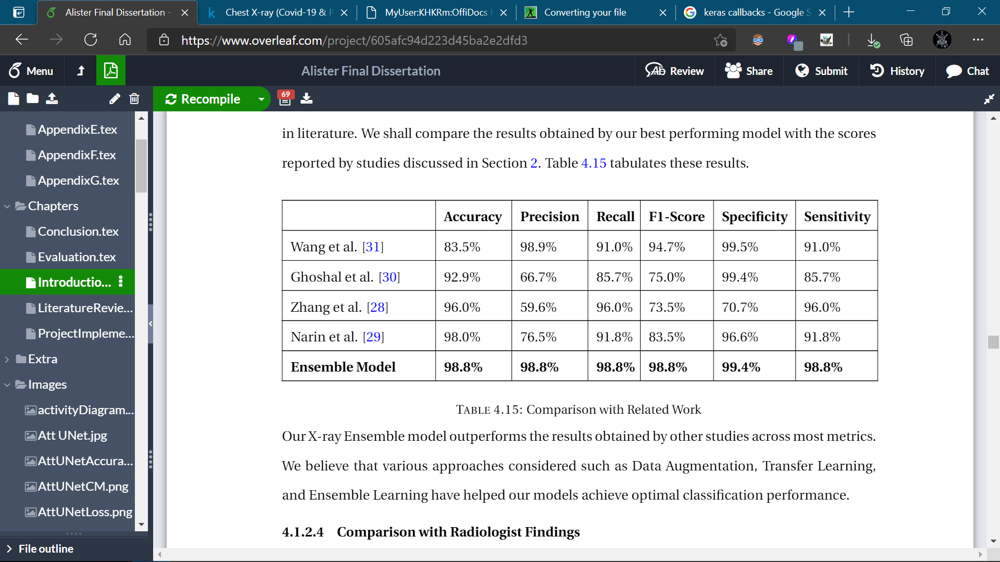 Alister Final Dissertation -
Chest X-ray (Covid-19 & P
MyUser:KHKRm:OffiDocs f
Converting your file
keras callbacks - Google S
https://www.overleaf.com/project/605afc94d223d45ba2e2dfd3
Menu
Alister Final Dissertation
Review
Share
Submit
History
Chat
Recompile
69
AppendixE.tex
AppendixF.tex
AppendixG.tex
Chapters
Conclusion.tex
Evaluation.tex
Introductio...
LiteratureRevie...
ProjectImpleme...
Extra
Images
activityDiagram...
Att UNet.jpg
AttUNetAccura...
AttUNetCM.png
AttUNetLoss.png
File outline
in literature. We shall compare the results obtained by our best performing model with the scores
reported by studies discussed in Section 2. Table 4.15 tabulates these results.
Accuracy Precision Recall F1-Score Specificity Sensitivity
Wang et al. [31] 83.5% 98.9% 91.0% 94.7% 99.5% 91.0%
Ghoshal et al. [30] 92.9% 66.7% 85.7% 75.0% 99.4% 85.7%
Zhang et al. [28] 96.0% 59.6% 96.0% 73.5% 70.7% 96.0%
Narin et al. [29] 98.0% 76.5% 91.8% 83.5% 96.6% 91.8%
Ensemble Model 98.8% 98.8% 98.8% 98.8% 99.4% 98.8%
TABLE 4.15: Comparison with Related Work
Our X-ray Ensemble model outperforms the results obtained by other studies across most metrics.
We believe that various approaches considered such as Data Augmentation, Transfer Learning,
and Ensemble Learning have helped our models achieve optimal classification performance.
4.1.2.4 Comparison with Radiologist Findings